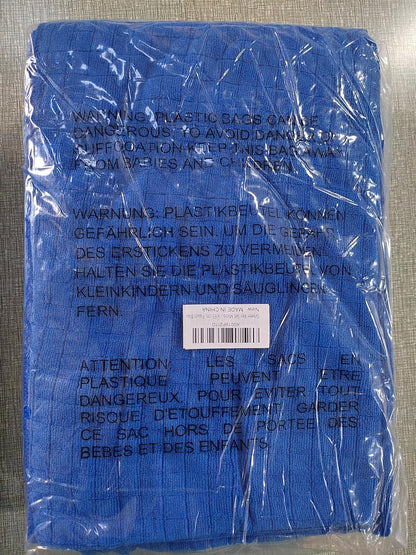 WARNING: PLASTIC BAGS CAUSE
DANGEROUS. TO AVOID DANGER OF
SUFFOCATION KEEP THIS BAG AWAY
FROM BABIES AND CHILDREN.
WARNUNG: PLASTIKBEUTEL KÖNNEN
GEFÄHRLICH SEIN. UM DIE GEFAHR
DES ERSTICKENS ZU VERMEIDEN
HALTEN SIE DIE PLASTIKBEUTEL VON
KLEINKINDERN UND SÄUGLINGEN
FERN.
New MADE IN CHINA
ATTENTION: LES SACS EN
PLASTIQUE PEUVENT ETRE
DANGEREUX. POUR EVITER TOUT
RISQUE D'ETOUFFEMENT GARDER
CE SAC HORS DE PORTEE DES
BEBES ET DES ENFANTS.